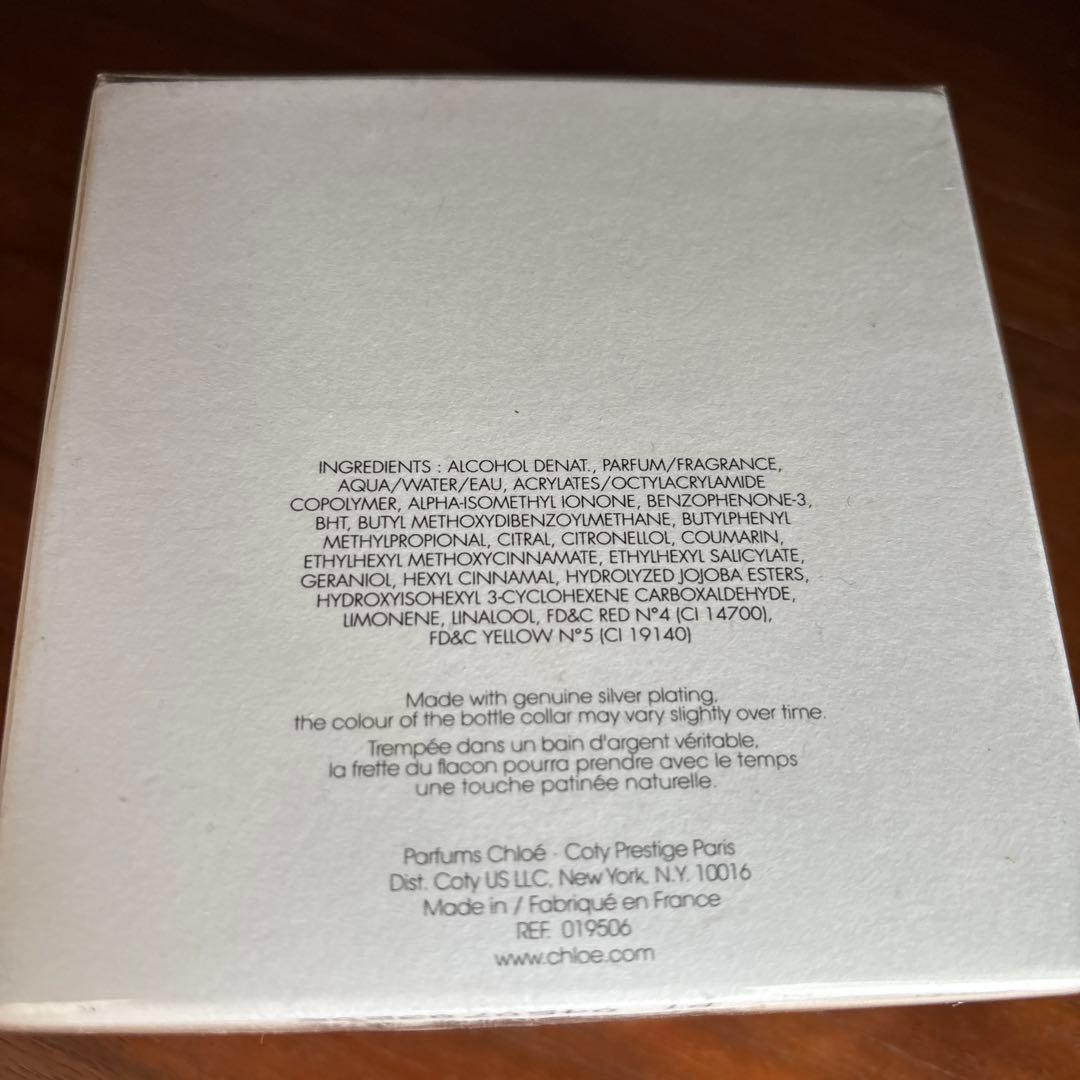 INGREDIENTS : ALCOHOL DENAT., PARFUM/FRAGRANCE,
AQUA/WATER/EAU, ACRYLATES/OCTYLACRYLAMIDE
COPOLYMER, ALPHA-ISOMETHYL IONONE, BENZOPHENONE-3,
BHT, BUTYL METHOXYDIBENZOYLMETHANE, BUTYLPHENYL
METHYLPROPIONAL, CITRAL, CITRONELLOL, COUMARIN,
ETHYLHEXYL METHOXYCINNAMATE, ETHYLHEXYL SALICYLATE,
GERANIOL, HEXYL CINNAMAL, HYDROLYZED JOJOBA ESTERS,
HYDROXYISOHEXYL 3-CYCLOHEXENE CARBOXALDEHYDE,
LIMONENE, LINALOOL, FD&C RED N°4 (CI 14700),
FD&C YELLOW N°5 (CI 19140)
Made with genuine silver plating,
the colour of the bottle collar may vary slightly over time.
Trempée dans un bain d'argent véritable,
la frette du flacon pourra prendre avec le temps
une touche patinée naturelle.
Parfums Chloé - Coty Prestige Paris
Dist. Coty US LLC, New York, N.Y. 10016
Made in / Fabriqué en France
REF. 019506
www.chloe.com